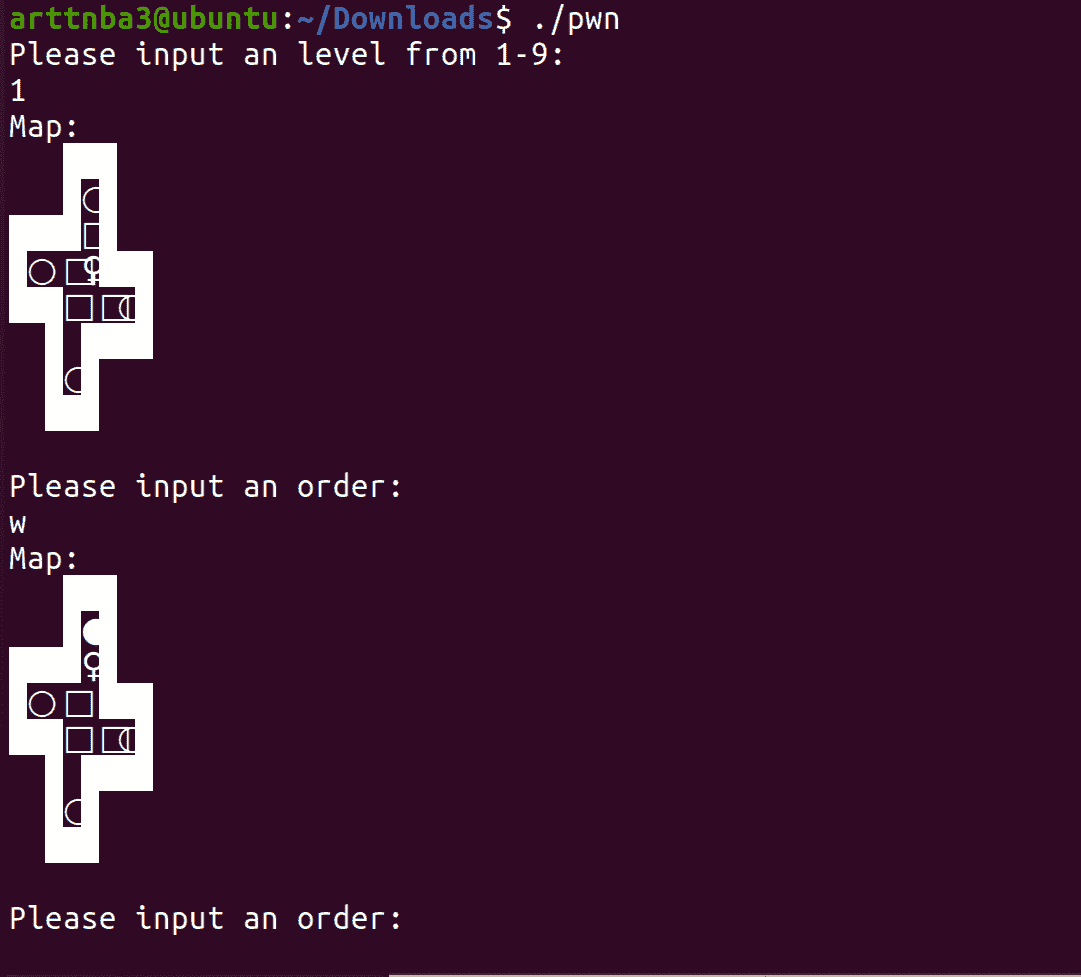 arttnba3@ubuntu:~/Downloads$ ./pwn
Please input an level from 1-9:
1
Map:
○
□
○□♀
□□○
○
Please input an order:
w
Map:
●
♀
○□
□□○
○
Please input an order: